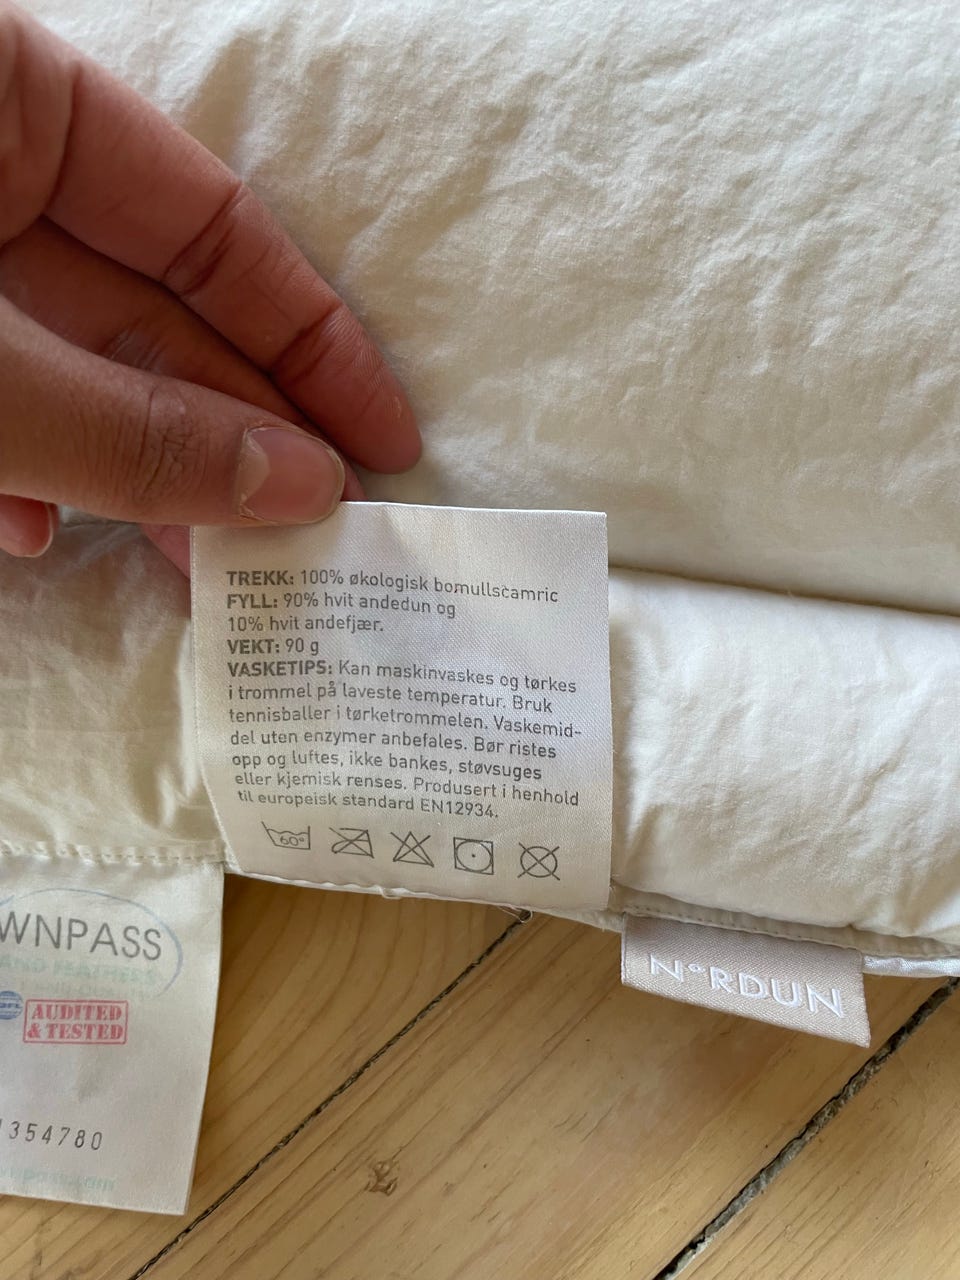 TREKK: 100% økologisk bomullscamric
FYLL: 90% hvit andedun og
10% hvit andefjær.
VEKT: 90 g
VASKETIPS: Kan maskinvaskes og tørkes
i trommel på laveste temperatur. Bruk
tennisballer i tørketrommelen. Vaskemid-
del uten enzymer anbefales. Bør ristes
opp og luftes, ikke bankes, støvsuges
eller kjemisk renses. Produsert i henhold
til europeisk standard EN12934.
60°
WNPASS
AND FEATHERS
AUDITED
& TESTED
1354780
N°RDUN